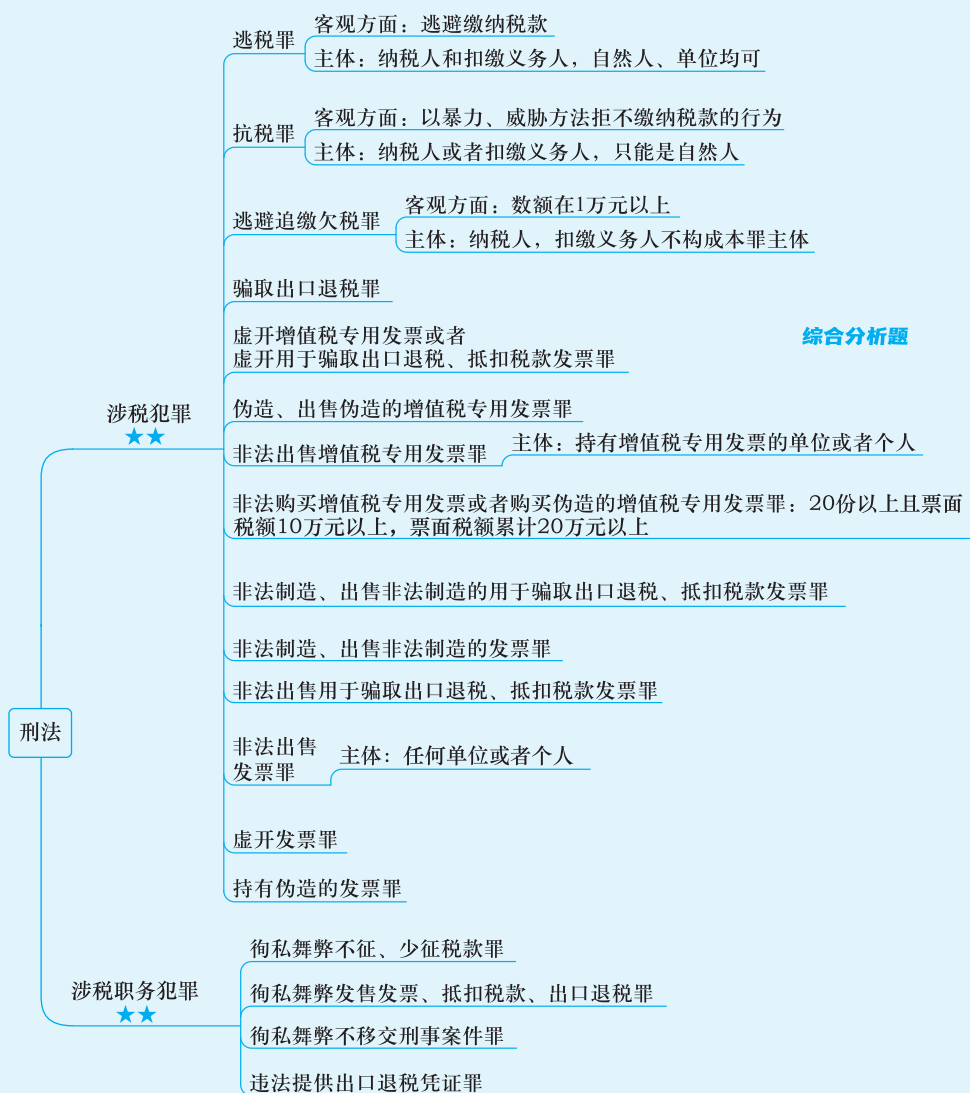 客观方面：逃避缴纳税款
逃税罪
主体：纳税人和扣缴义务人，自然人、单位均可
客观方面：以暴力、威胁方法拒不缴纳税款的行为
抗税罪
主体：纳税人或者扣缴义务人，只能是自然人
客观方面：数额在1万元以上
逃避追缴欠税罪
主体：纳税人，扣缴义务人不构成本罪主体
骗取出口退税罪
虚开增值税专用发票或者
虚开用于骗取出口退税、抵扣税款发票罪
综合分析题
涉税犯罪
★★
伪造、出售伪造的增值税专用发票罪
非法出售增值税专用发票罪
主体：持有增值税专用发票的单位或者个人
非法购买增值税专用发票或者购买伪造的增值税专用发票罪：20份以上且票面
税额10万元以上，票面税额累计20万元以上
非法制造、出售非法制造的用于骗取出口退税、抵扣税款发票罪
非法制造、出售非法制造的发票罪
非法出售用于骗取出口退税、抵扣税款发票罪
刑法
非法出售
发票罪
主体：任何单位或者个人
虚开发票罪
持有伪造的发票罪
涉税职务犯罪
★★
徇私舞弊不征、少征税款罪
徇私舞弊发售发票、抵扣税款、出口退税罪
徇私舞弊不移交刑事案件罪
违法提供出口退税凭证罪